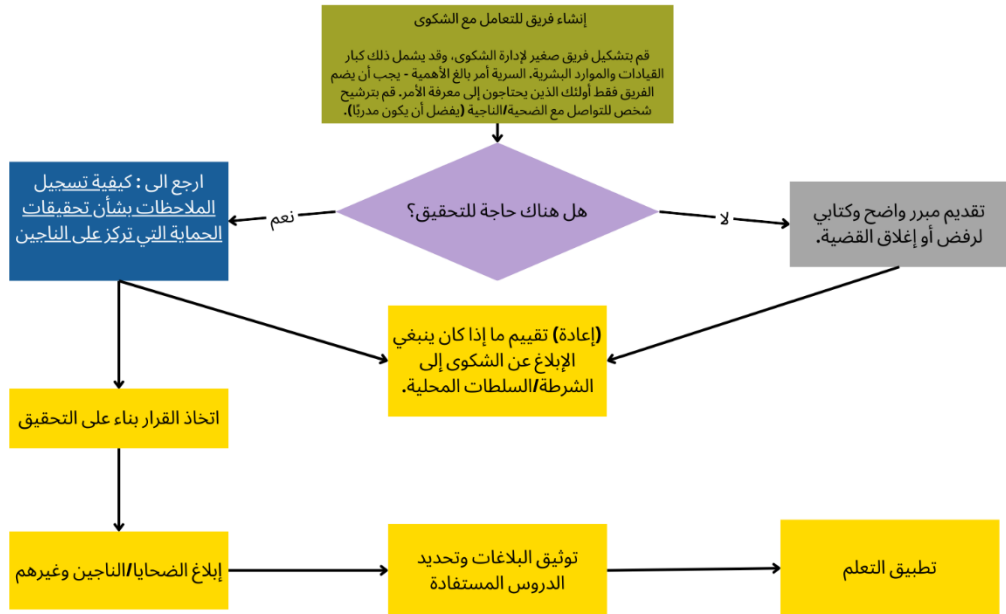 إنشاء فريق للتعامل مع الشكوى
قم بتشكيل فريق صغير لإدارة الشكوى، وقد يشمل ذلك كبار
القيادات والموارد البشرية. السرية أمر بالغ الأهمية - يجب أن يضم
الفريق فقط أولئك الذين يحتاجون إلى معرفة الأمر. قم بترشيح
شخص للتواصل مع الضحية/الناجية (يفضل أن يكون مدربًا).
ارجع الى : كيفية تسجيل
الملاحظات بشأن تحقيقات
الحماية التي تركز على الناجين
نعم
هل هناك حاجة للتحقيق؟
لا
تقديم مبرر واضح وكتابي
لرفض أو إغلاق القضية.
(إعادة) تقييم ما إذا كان ينبغي
الإبلاغ عن الشكوى إلى
الشرطة/السلطات المحلية.
اتخاذ القرار بناء على التحقيق
إبلاغ الضحايا/الناجين وغيرهم
توثيق البلاغات وتحديد
الدروس المستفادة
تطبيق التعلم